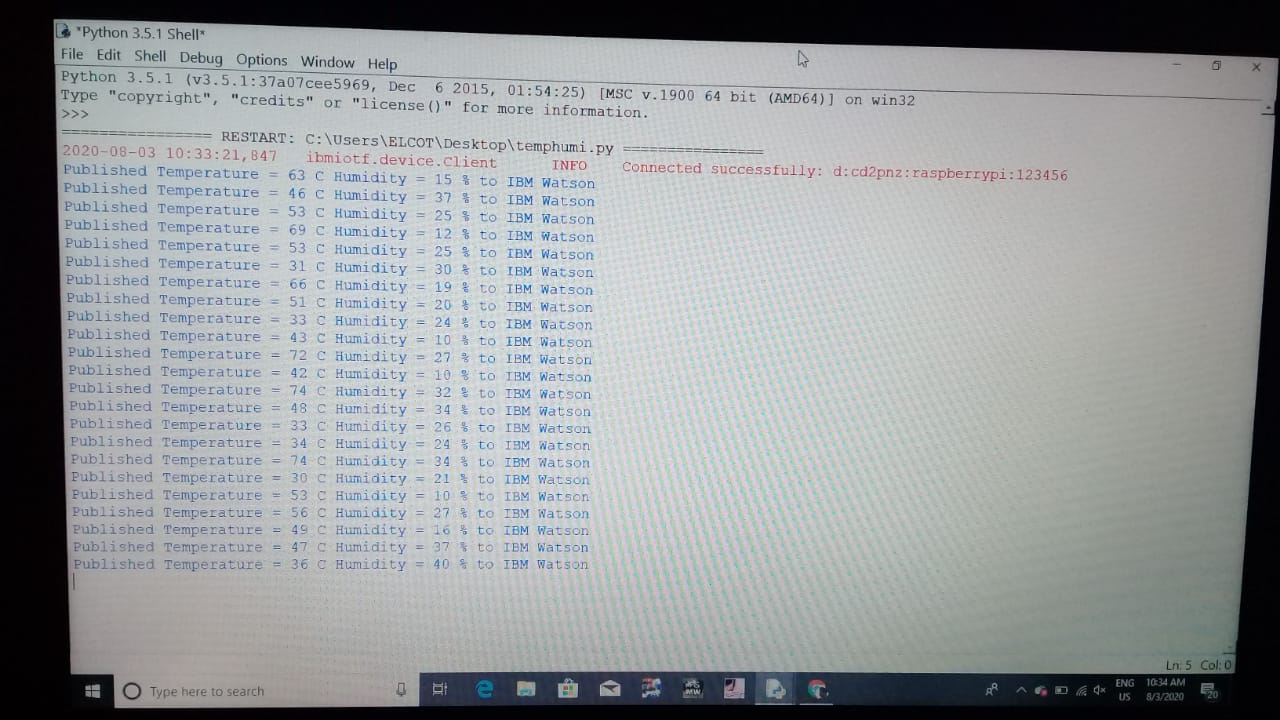 *Python 3.5.1 Shell*
File Edit Shell Debug Options Window Help
Python 3.5.1 (v3.5.1:37a07cee5969, Dec  6 2015, 01:54:25) [MSC v.1900 64 bit (AMD64)] on win32
Type "copyright", "credits" or "license()" for more information.
>>>
================ RESTART: C:\Users\ELCOT\Desktop\temphumi.py ===============
2020-08-03 10:33:21,847   ibmiotf.device.Client      INFO    Connected successfully: d:cd2pnz:raspberrypi:123456
Published Temperature = 63 C Humidity = 15 % to IBM Watson
Published Temperature = 46 C Humidity = 37 % to IBM Watson
Published Temperature = 53 C Humidity = 25 % to IBM Watson
Published Temperature = 69 C Humidity = 12 % to IBM Watson
Published Temperature = 53 C Humidity = 25 % to IBM Watson
Published Temperature = 31 C Humidity = 30 % to IBM Watson
Published Temperature = 66 C Humidity = 19 % to IBM Watson
Published Temperature = 51 C Humidity = 20 % to IBM Watson
Published Temperature = 33 C Humidity = 24 % to IBM Watson
Published Temperature = 43 C Humidity = 10 % to IBM Watson
Published Temperature = 72 C Humidity = 27 % to IBM Watson
Published Temperature = 42 C Humidity = 10 % to IBM Watson
Published Temperature = 74 C Humidity = 32 % to IBM Watson
Published Temperature = 48 C Humidity = 34 % to IBM Watson
Published Temperature = 33 C Humidity = 26 % to IBM Watson
Published Temperature = 34 C Humidity = 24 % to IBM Watson
Published Temperature = 74 C Humidity = 34 % to IBM Watson
Published Temperature = 30 C Humidity = 21 % to IBM Watson
Published Temperature = 53 C Humidity = 10 % to IBM Watson
Published Temperature = 56 C Humidity = 27 % to IBM Watson
Published Temperature = 49 C Humidity = 16 % to IBM Watson
Published Temperature = 47 C Humidity = 37 % to IBM Watson
Published Temperature = 36 C Humidity = 40 % to IBM Watson
Ln: 5 Col: 0
Type here to search
ENG 10:34 AM
US 8/3/2020
20